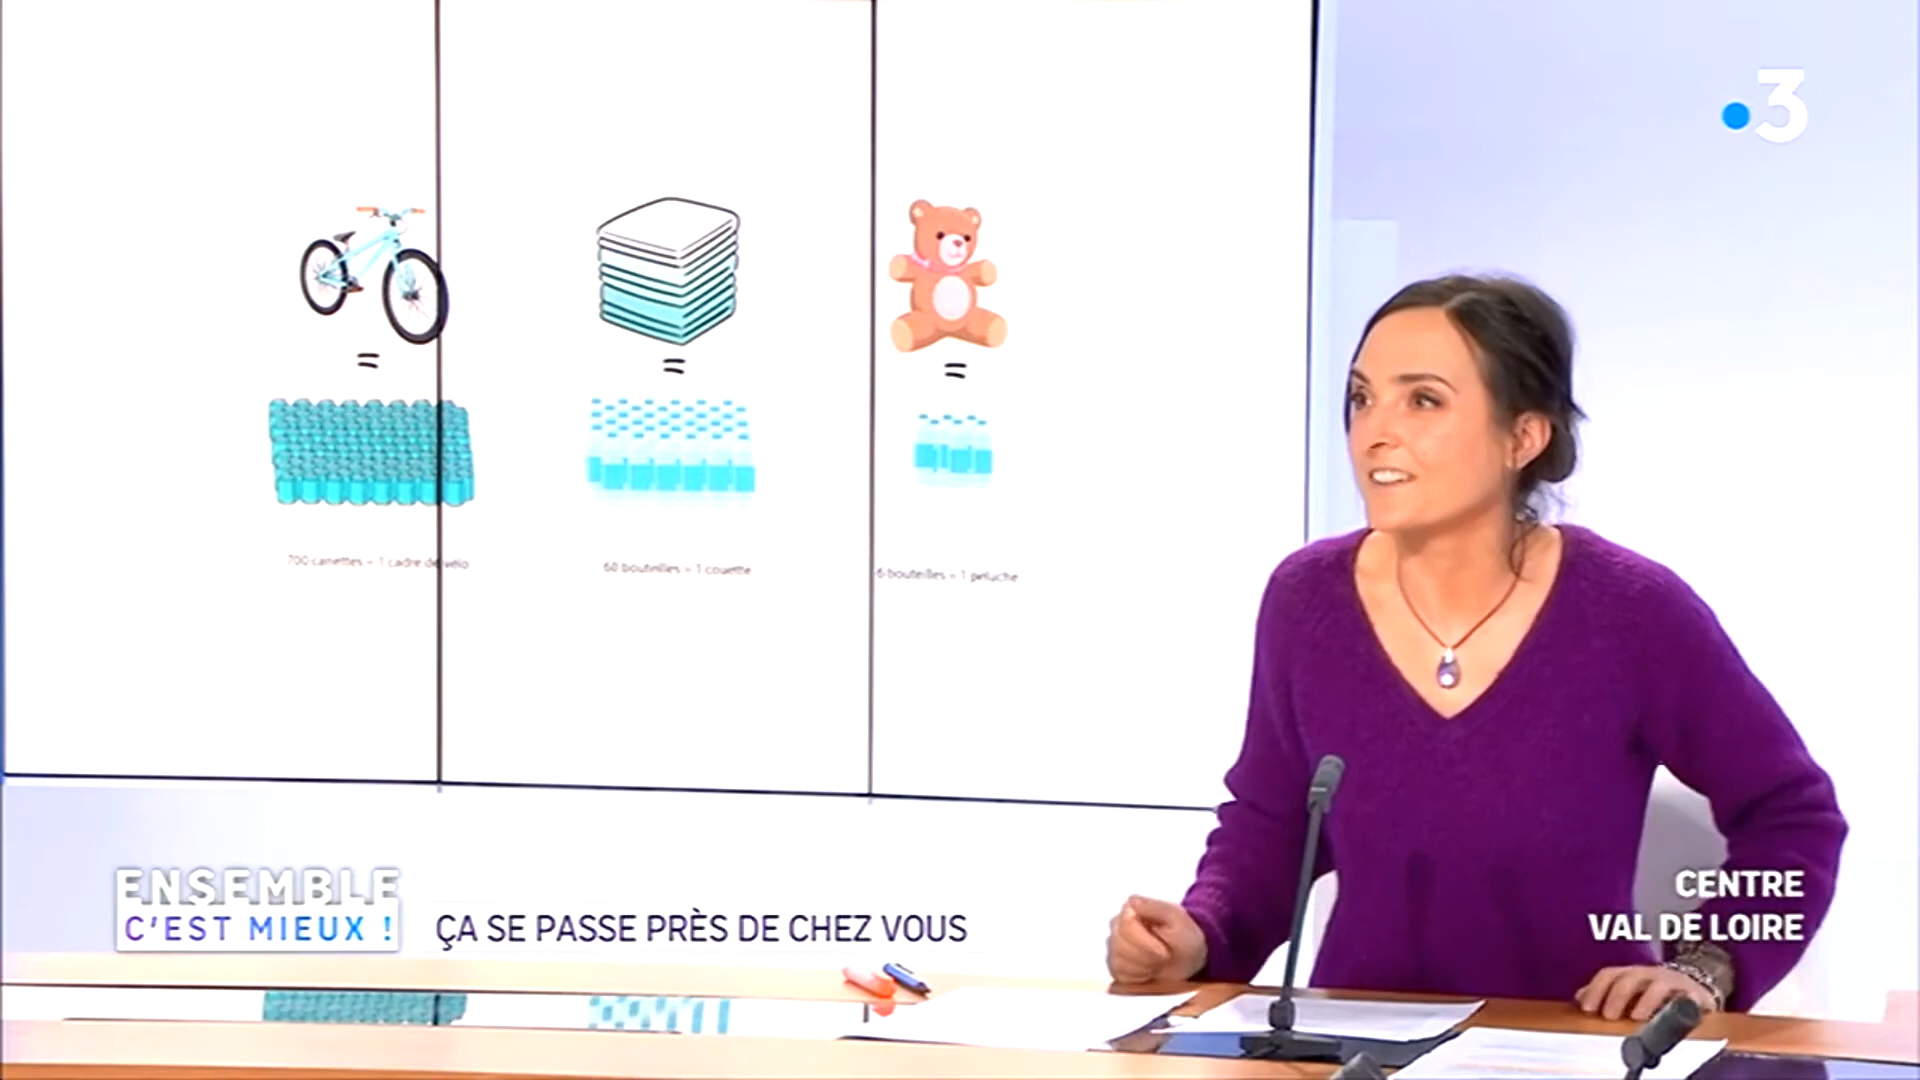 3
=
=
=
700 canettes = 1 cadre de vélo
60 bouteilles = 1 couette
6 bouteilles = 1 peluche
ENSEMBLE
C'EST MIEUX !
ÇA SE PASSE PRÈS DE CHEZ VOUS
CENTRE
VAL DE LOIRE